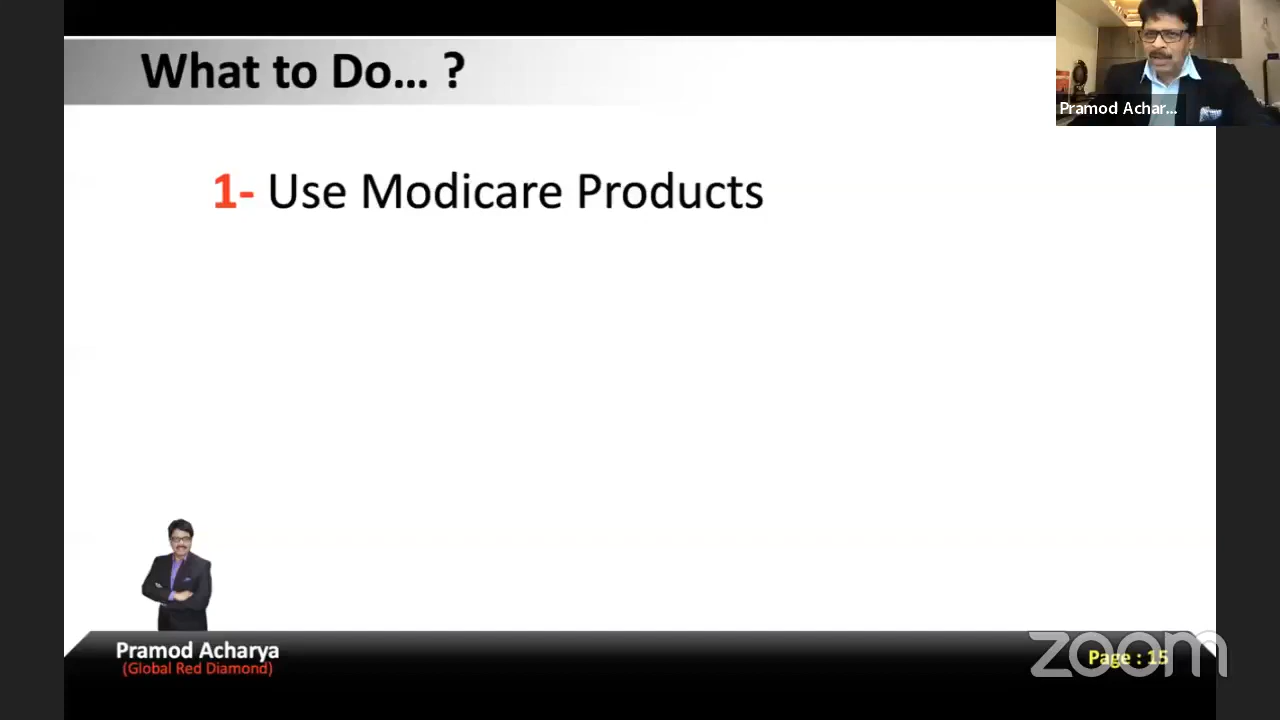 What to Do... ?
Pramod Achar...
1- Use Modicare Products
Pramod Acharya
(Global Red Diamond)
Page : 15
zoom